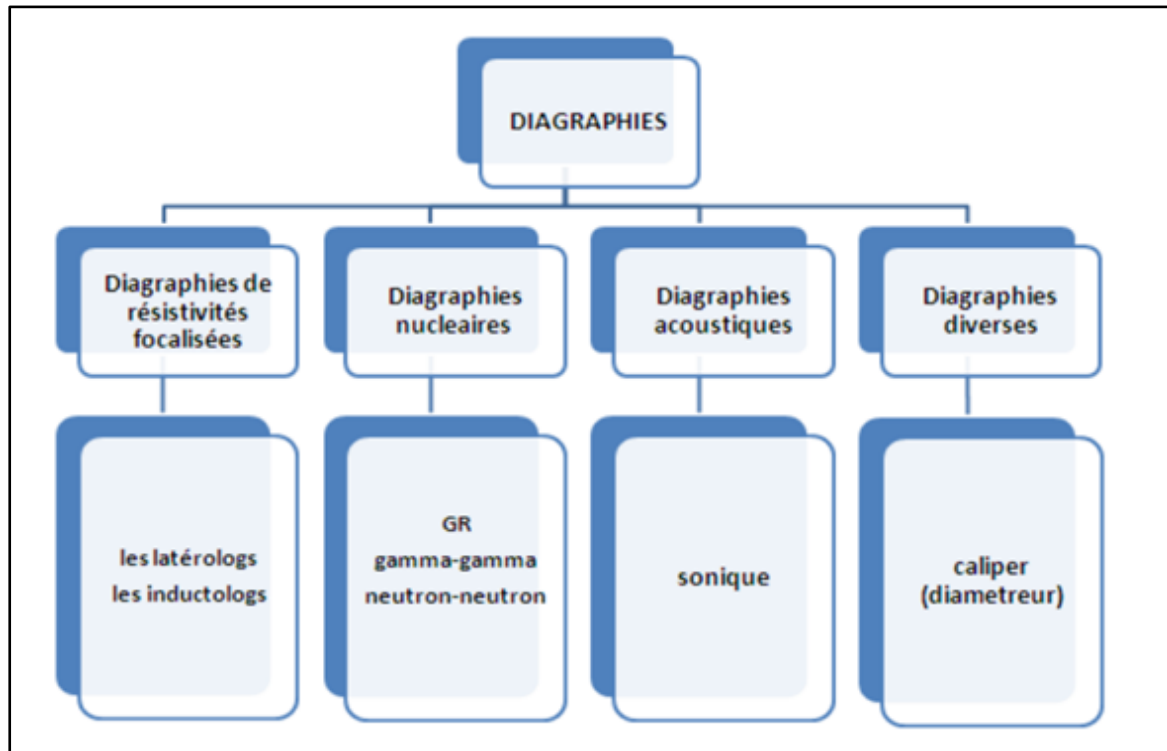 DIAGRAPHIES
Diagraphies de
résistivités
focalisées
Diagraphies
nucleaires
Diagraphies
acoustiques
Diagraphies
diverses
les latérologs
les inductologs
GR
gamma-gamma
neutron-neutron
sonique
caliper
(diametreur)